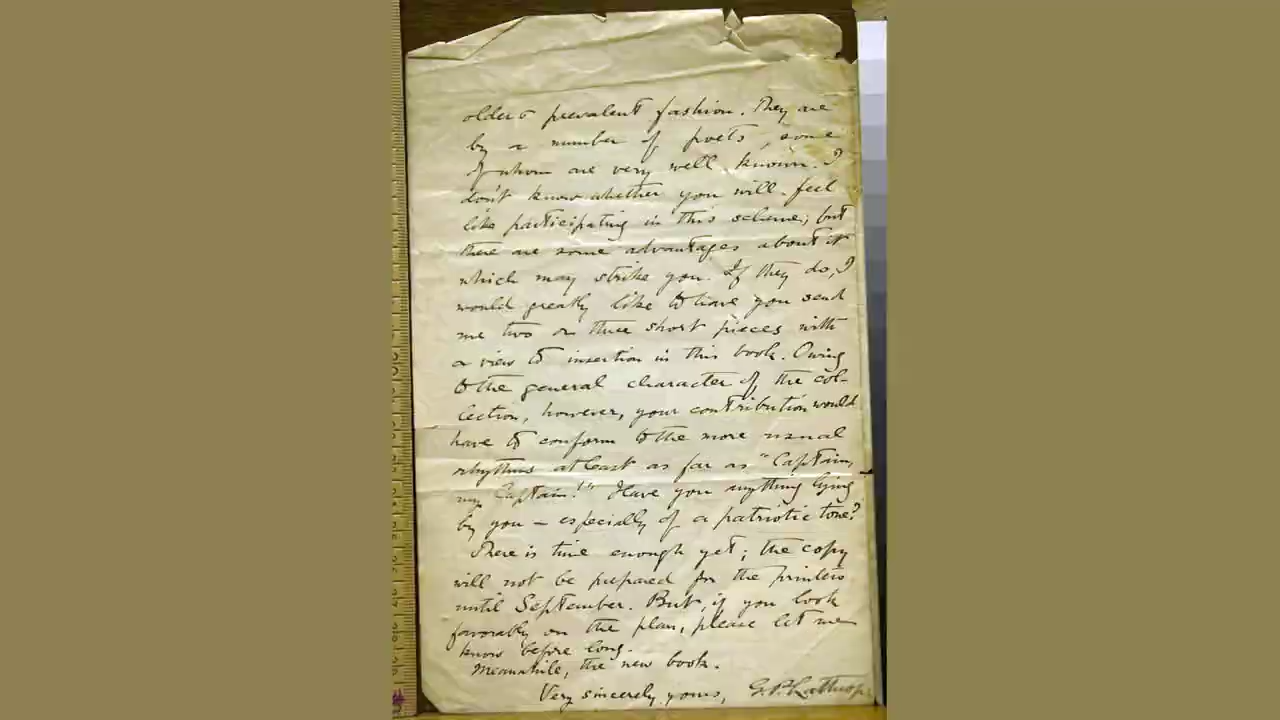 older & prevalent fashion. They are
by a number of poets, some
of whom are very well known. I
don't know whether you will feel
like participating in this scheme; but
there are some advantages about it
which may strike you. If they do, I
would greatly like to have you send
me two or three short pieces with
a view to insertion in this book. Owing
to the general character of the col-
lection, however, your contribution would
have to conform to the more usual
rhythms at least as far as "Captain,
my Captain!" Have you anything lying
by you — especially of a patriotic tone?
There is time enough yet; the copy
will not be prepared for the printers
until September. But, if you look
favorably on the plan, please let me
know before long.
Meanwhile, the new book.
Very sincerely yours, G.P. Lathrop.